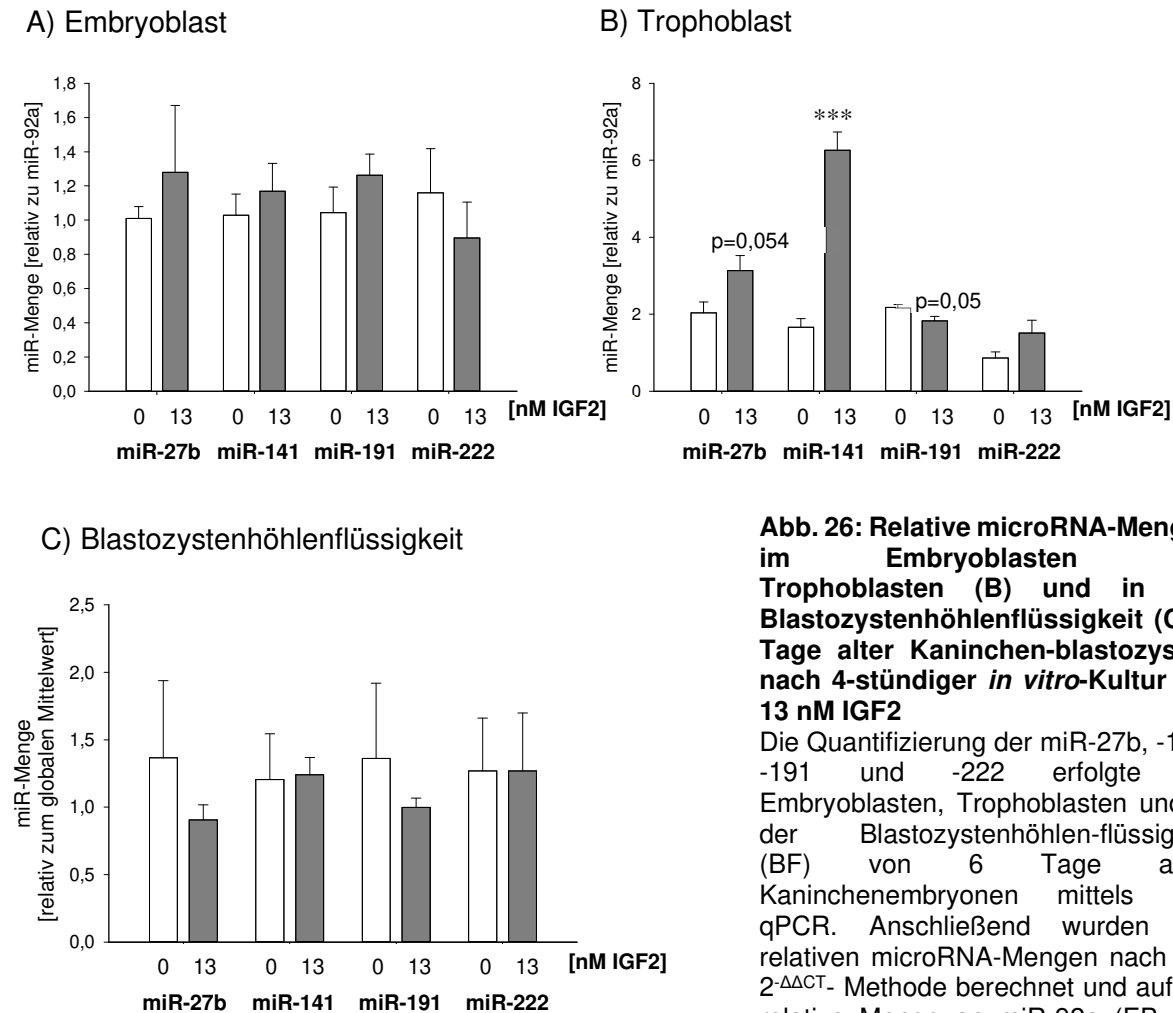 A) Embryoblast
miR-Menge [relativ zu miR-92a]
1,8
1,6
1,4
1,2
1,0
0,8
0,6
0,4
0,2
0,0
0 13 0 13 0 13 0 13 [nM IGF2]
miR-27b miR-141 miR-191 miR-222
B) Trophoblast
miR-Menge [relativ zu miR-92a]
8
6
4
2
0
p=0,054
***
p=0,05
0 13 0 13 0 13 0 13 [nM IGF2]
miR-27b miR-141 miR-191 miR-222
C) Blastozystenhöhlenflüssigkeit
miR-Menge
[relativ zum globalen Mittelwert]
2,5
2,0
1,5
1,0
0,5
0,0
0 13 0 13 0 13 0 13 [nM IGF2]
miR-27b miR-141 miR-191 miR-222
Abb. 26: Relative microRNA-Meng
im Embryoblasten
Trophoblasten (B) und in
Blastozystenhöhlenflüssigkeit (C
Tage alter Kaninchen-blastozys
nach 4-stündiger in vitro-Kultur
13 nM IGF2
Die Quantifizierung der miR-27b, -1
-191 und -222 erfolgte
Embryoblasten, Trophoblasten und
der Blastozystenhöhlen-flüssig
(BF) von 6 Tage a
Kaninchenembryonen mittels
qPCR. Anschließend wurden
relativen microRNA-Mengen nach
2-ΔΔCT- Methode berechnet und auf